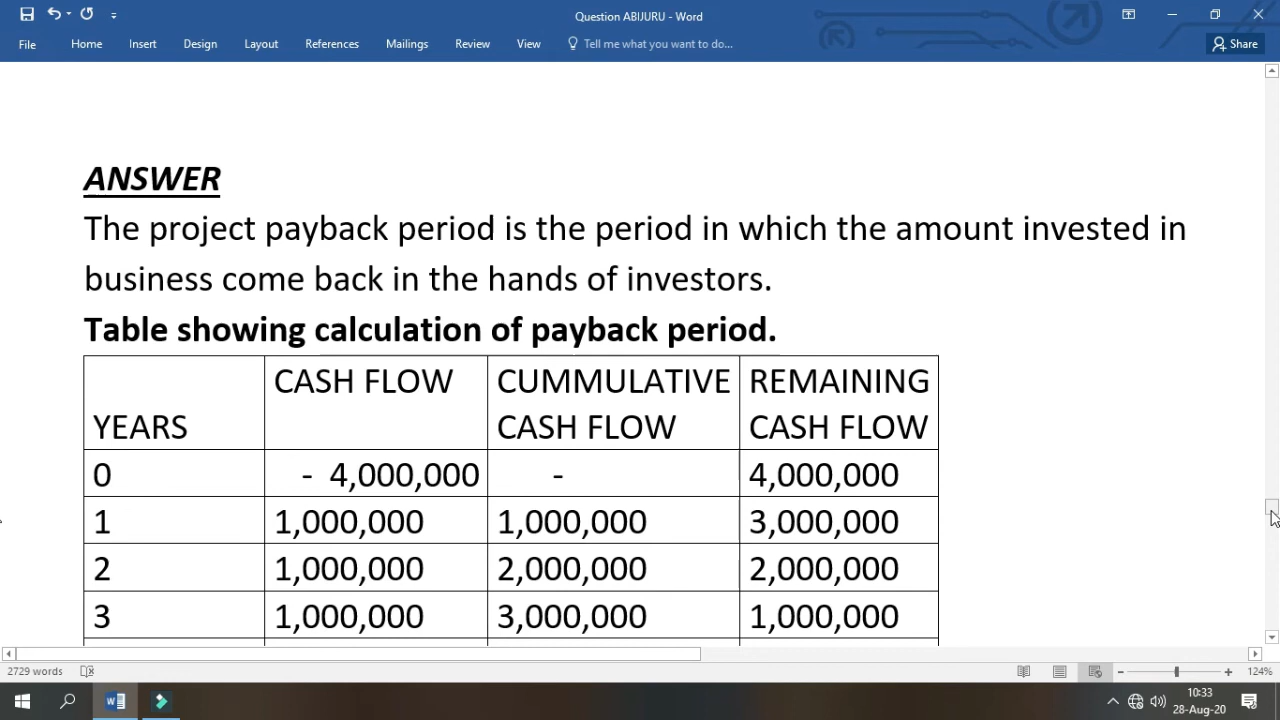 Question ABIJURU - Word
File Home Insert Design Layout References Mailings Review View Tell me what you want to do... Share
ANSWER
The project payback period is the period in which the amount invested in
business come back in the hands of investors.
Table showing calculation of payback period.
YEARS CASH FLOW CUMMULATIVE CASH FLOW REMAINING CASH FLOW
0 - 4,000,000 - 4,000,000
1 1,000,000 1,000,000 3,000,000
2 1,000,000 2,000,000 2,000,000
3 1,000,000 3,000,000 1,000,000
2729 words 124%
10:33
28-Aug-20